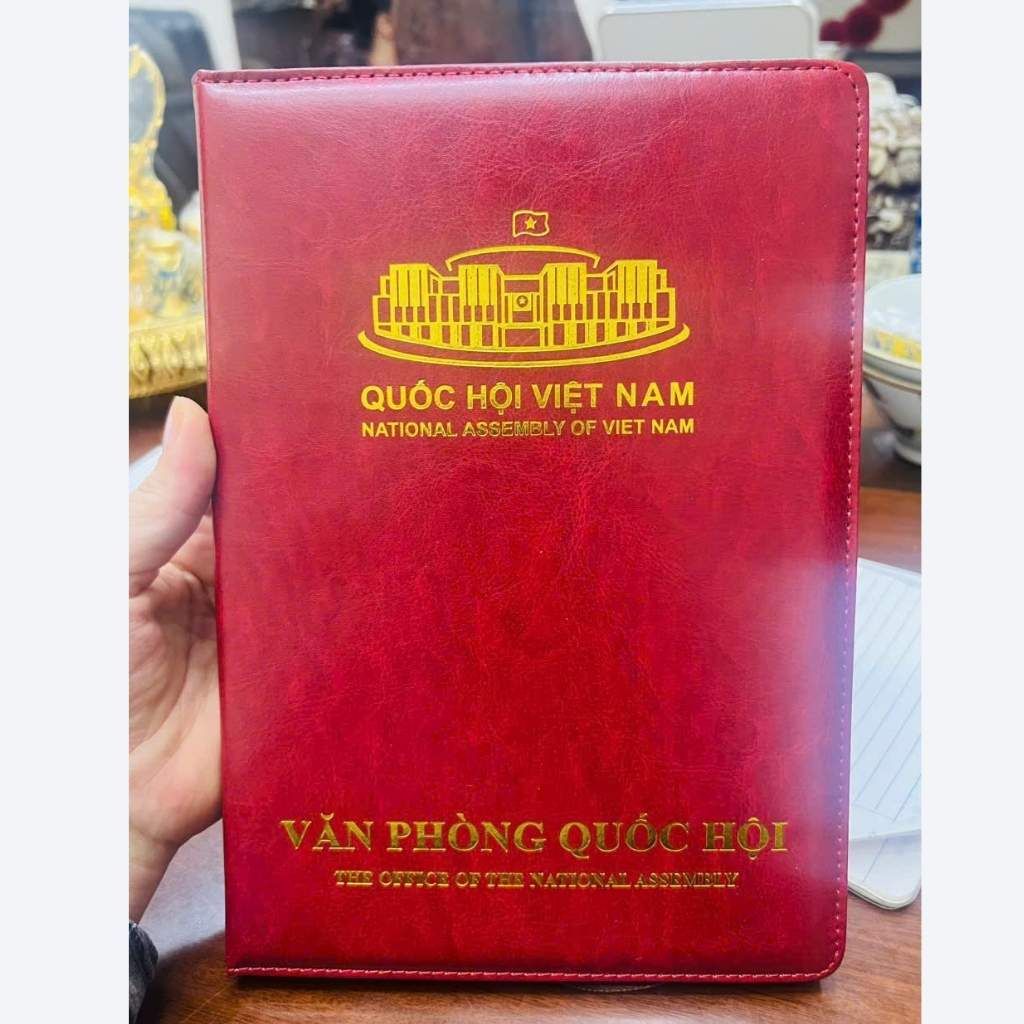 QUỐC HỘI VIỆT NAM
NATIONAL ASSEMBLY OF VIET NAM
VĂN PHÒNG QUỐC HỘI
THE OFFICE OF THE NATIONAL ASSEMBLY